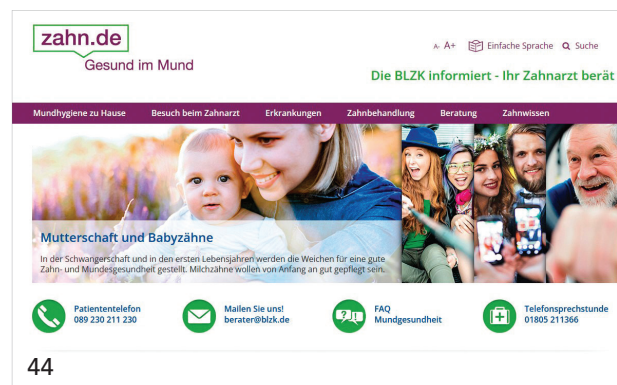 zahn.de
Gesund im Mund
A- A+ Einfache Sprache Suche
Die BLZK informiert - Ihr Zahnarzt berät
Mundhygiene zu Hause Besuch beim Zahnarzt Erkrankungen Zahnbehandlung Beratung Zahnwissen
Mutterschaft und Babyzähne
In der Schwangerschaft und in den ersten Lebensjahren werden die Weichen für eine gute
Zahn- und Mundesgesundheit gestellt. Milchzähne wollen von Anfang an gut gepflegt sein.
Patiententelefon
089 230 211 230
Mailen Sie uns!
berater@blzk.de
FAQ
Mundgesundheit
Telefonsprechstunde
01805 211366
44